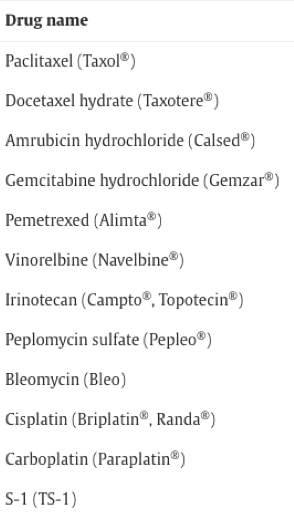 Drug name
Paclitaxel (Taxol®)
Docetaxel hydrate (Taxotere®)
Amrubicin hydrochloride (Calsed®)
Gemcitabine hydrochloride (Gemzar®)
Pemetrexed (Alimta®)
Vinorelbine (Navelbine®)
Irinotecan (Campto®, Topotecin®)
Peplomycin sulfate (Pepleo®)
Bleomycin (Bleo)
Cisplatin (Briplatin®, Randa®)
Carboplatin (Paraplatin®)
S-1 (TS-1)